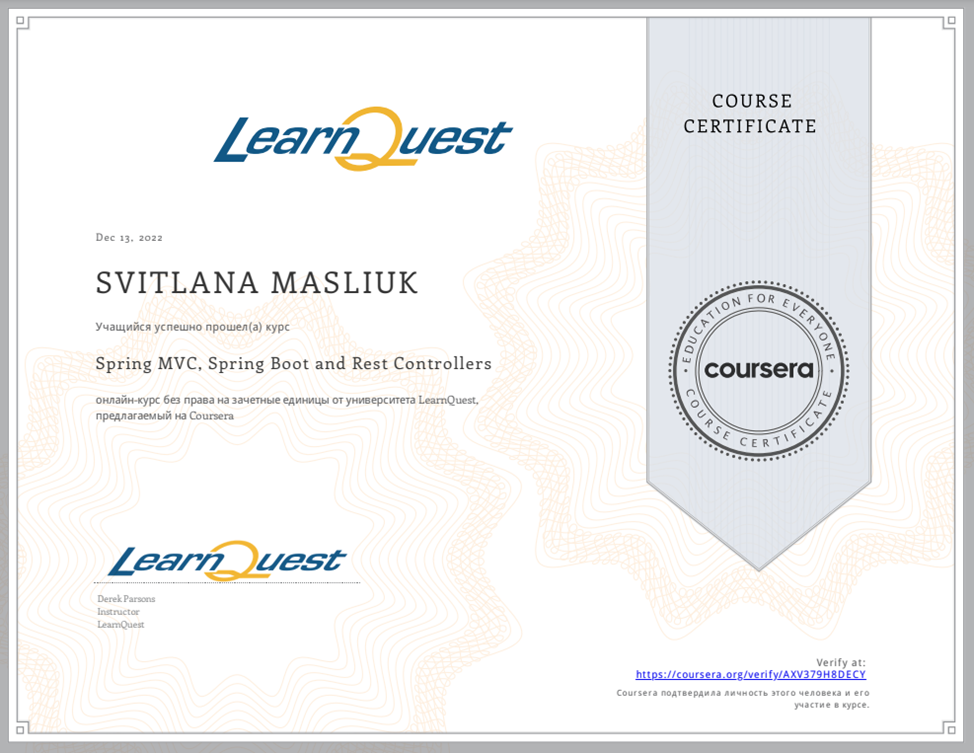 COURSE
CERTIFICATE
LearnQuest
Dec 13, 2022
SVITLANA MASLIUK
Учащийся успешно прошел(а) курс
Spring MVC, Spring Boot and Rest Controllers
онлайн-курс без права на зачетные единицы от университета LearnQuest,
предлагаемый на Coursera
EDUCATION FOR EVERYONE
coursera
COURSE CERTIFICATE
LearnQuest
Derek Parsons
Instructor
LearnQuest
Verify at:
https://coursera.org/verify/AXV379H8DECY
Coursera подтвердила личность этого человека и его
участие в курсе.